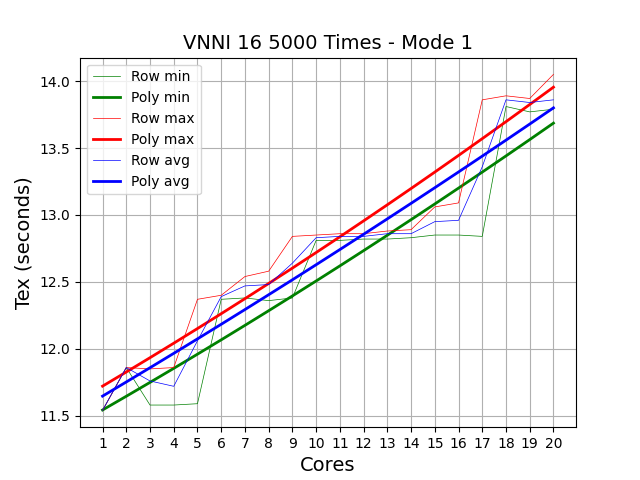 VNNI 16 5000 Times - Mode 1
Row min
Poly min
Row max
Poly max
Row avg
Poly avg
Tex (seconds)
14.0
13.5
13.0
12.5
12.0
11.5
1 2 3 4 5 6 7 8 9 10 11 12 13 14 15 16 17 18 19 20
Cores